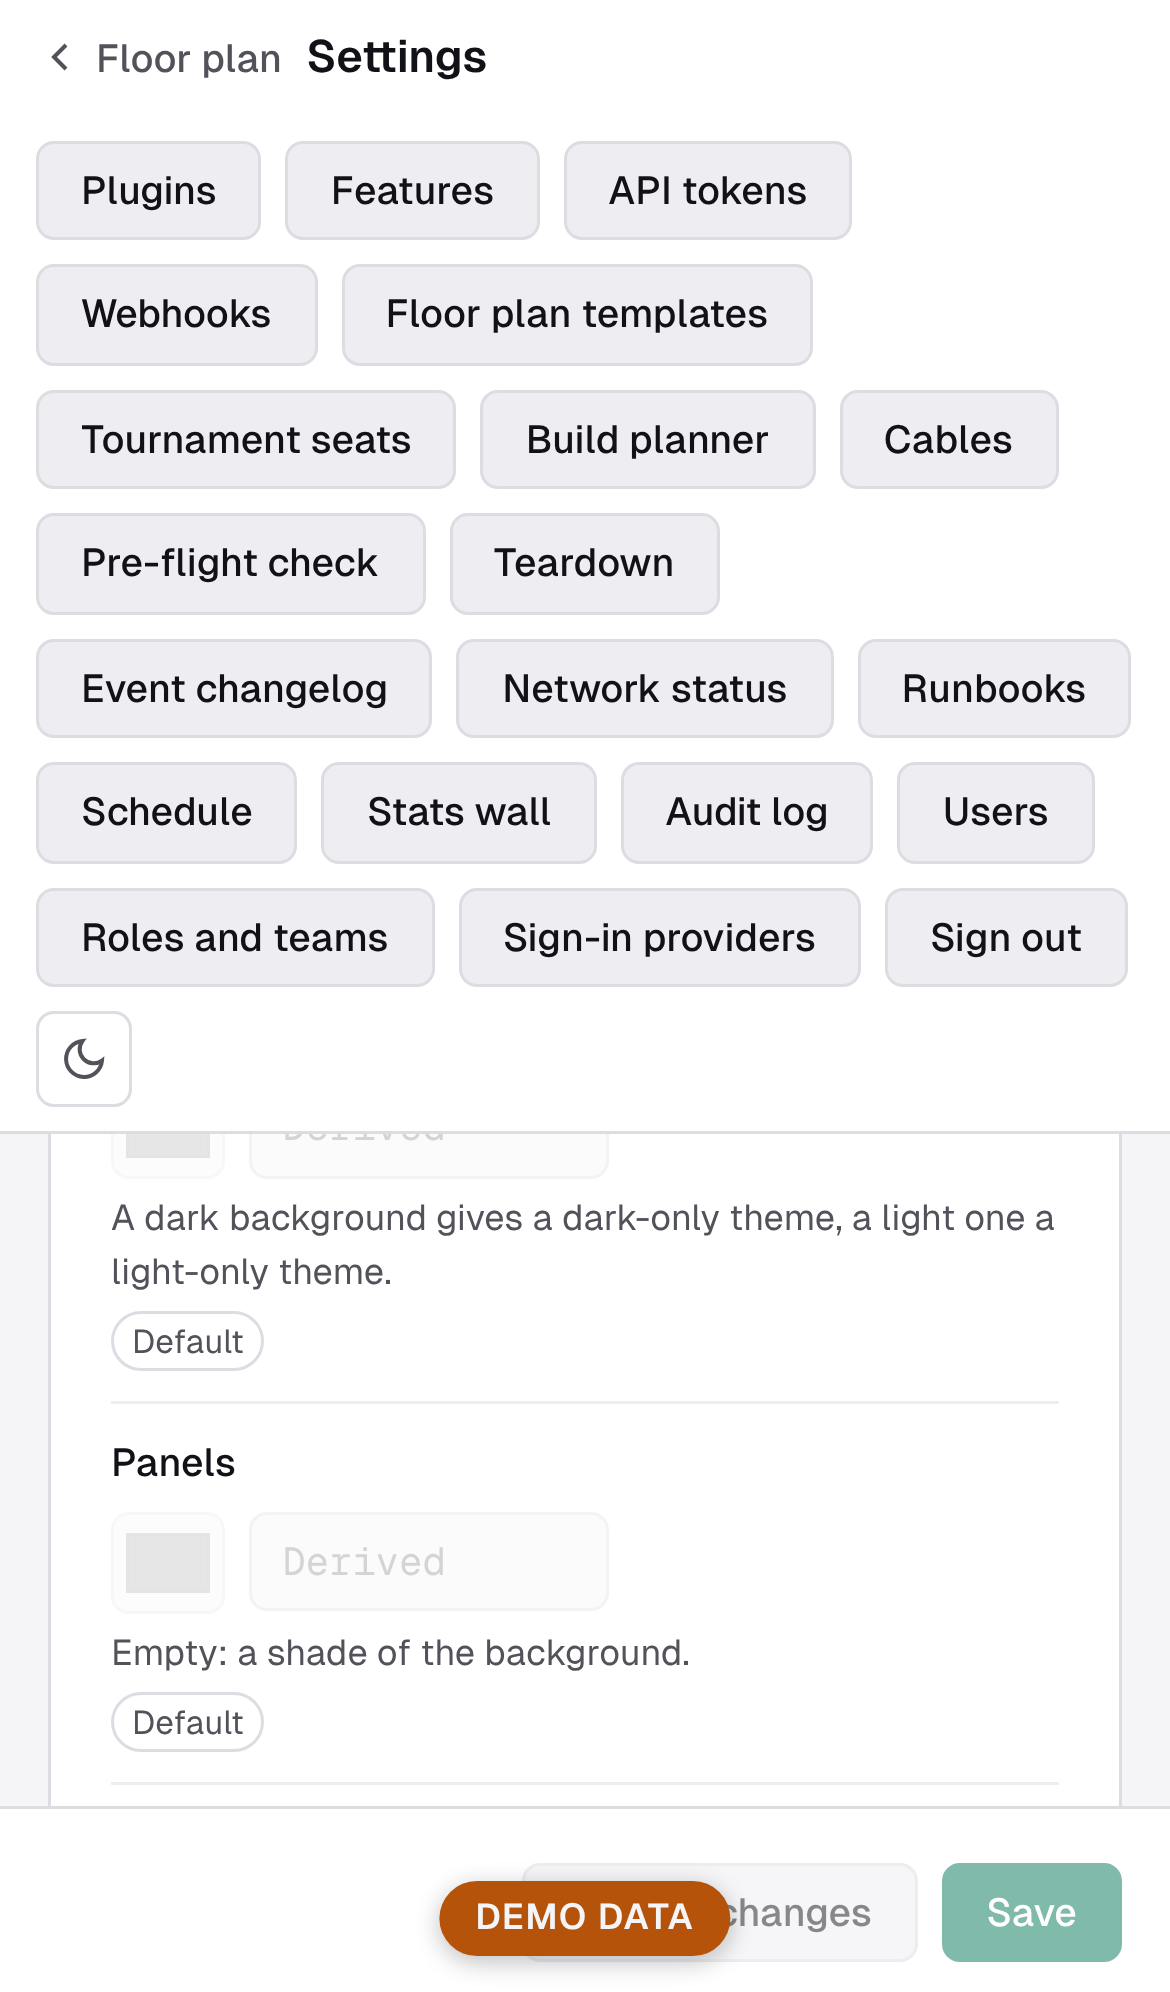 Floor plan Settings
Plugins Features API tokens
Webhooks Floor plan templates
Tournament seats Build planner Cables
Pre-flight check Teardown
Event changelog Network status Runbooks
Schedule Stats wall Audit log Users
Roles and teams Sign-in providers Sign out
Derived
A dark background gives a dark-only theme, a light one a
light-only theme.
Default
Panels
Derived
Empty: a shade of the background.
Default
DEMO DATA changes Save